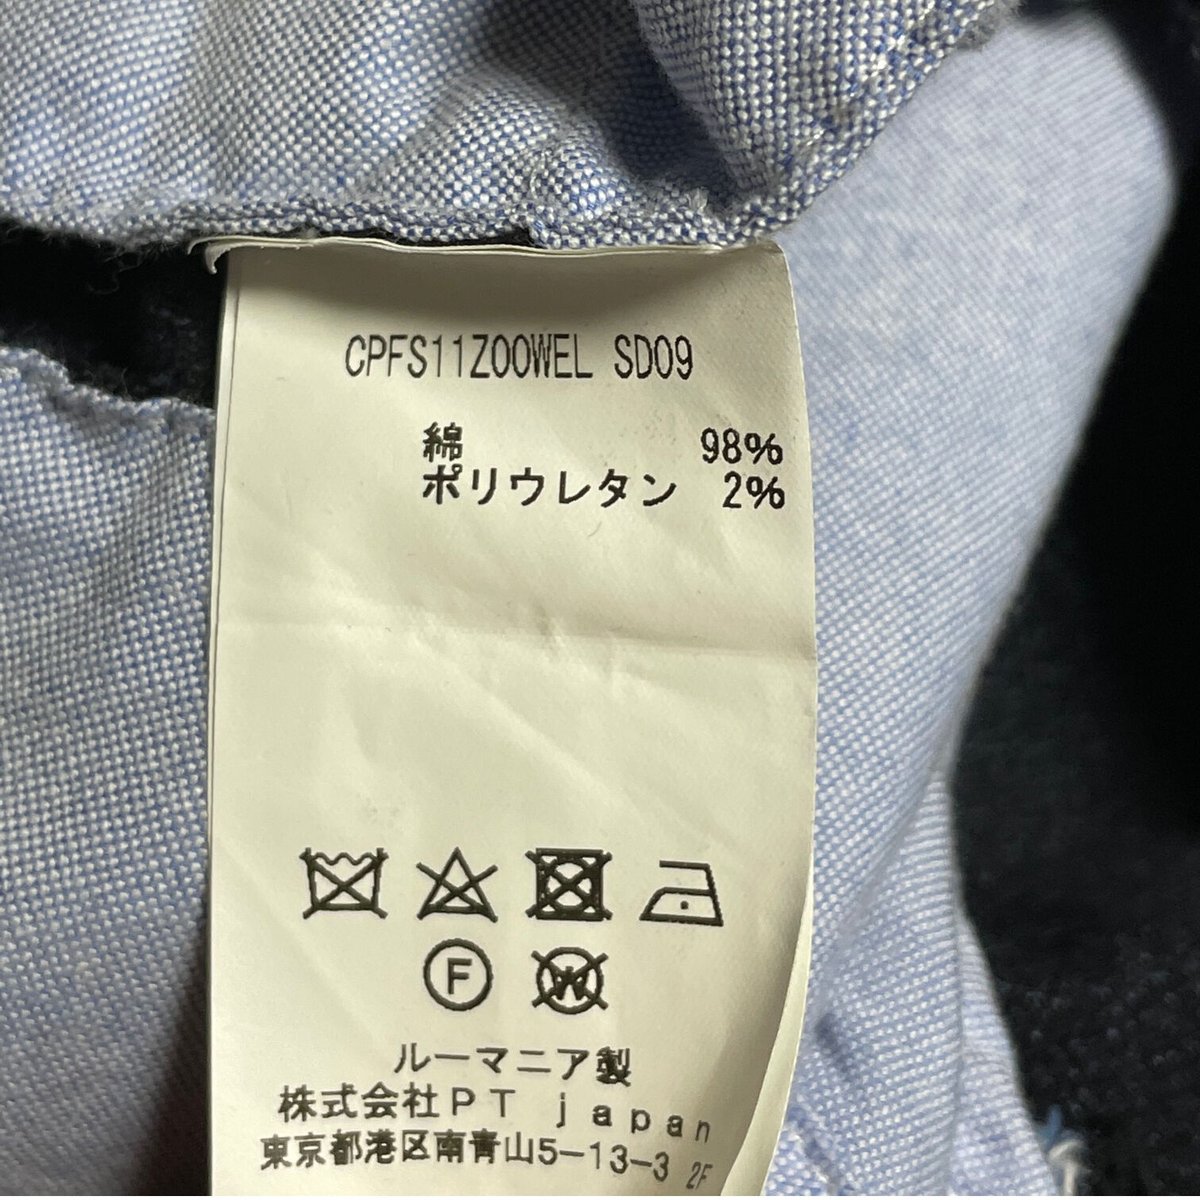 CPFS11Z00WEL SD09
綿 98%
ポリウレタン 2%
F
W
ルーマニア製
株式会社PT japan
東京都港区南青山5-13-3 2F